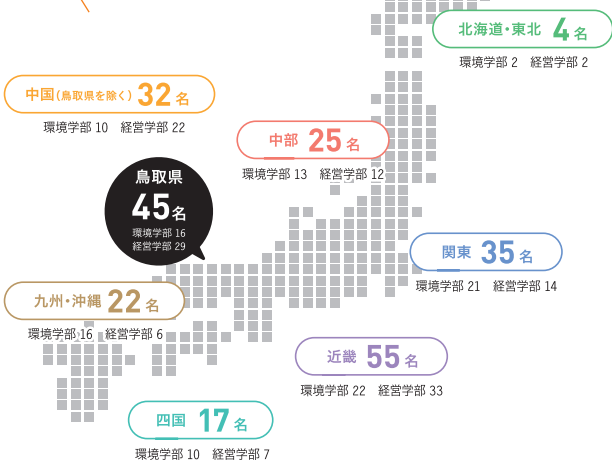 北海道・東北 4名
環境学部 2 経営学部 2
中国(鳥取県を除く) 32名
環境学部 10 経営学部 22
中部 25名
環境学部 13 経営学部 12
鳥取県
45名
環境学部 16
経営学部 29
関東 35名
環境学部 21 経営学部 14
九州・沖縄 22名
環境学部 16 経営学部 6
近畿 55名
環境学部 22 経営学部 33
四国 17名
環境学部 10 経営学部 7